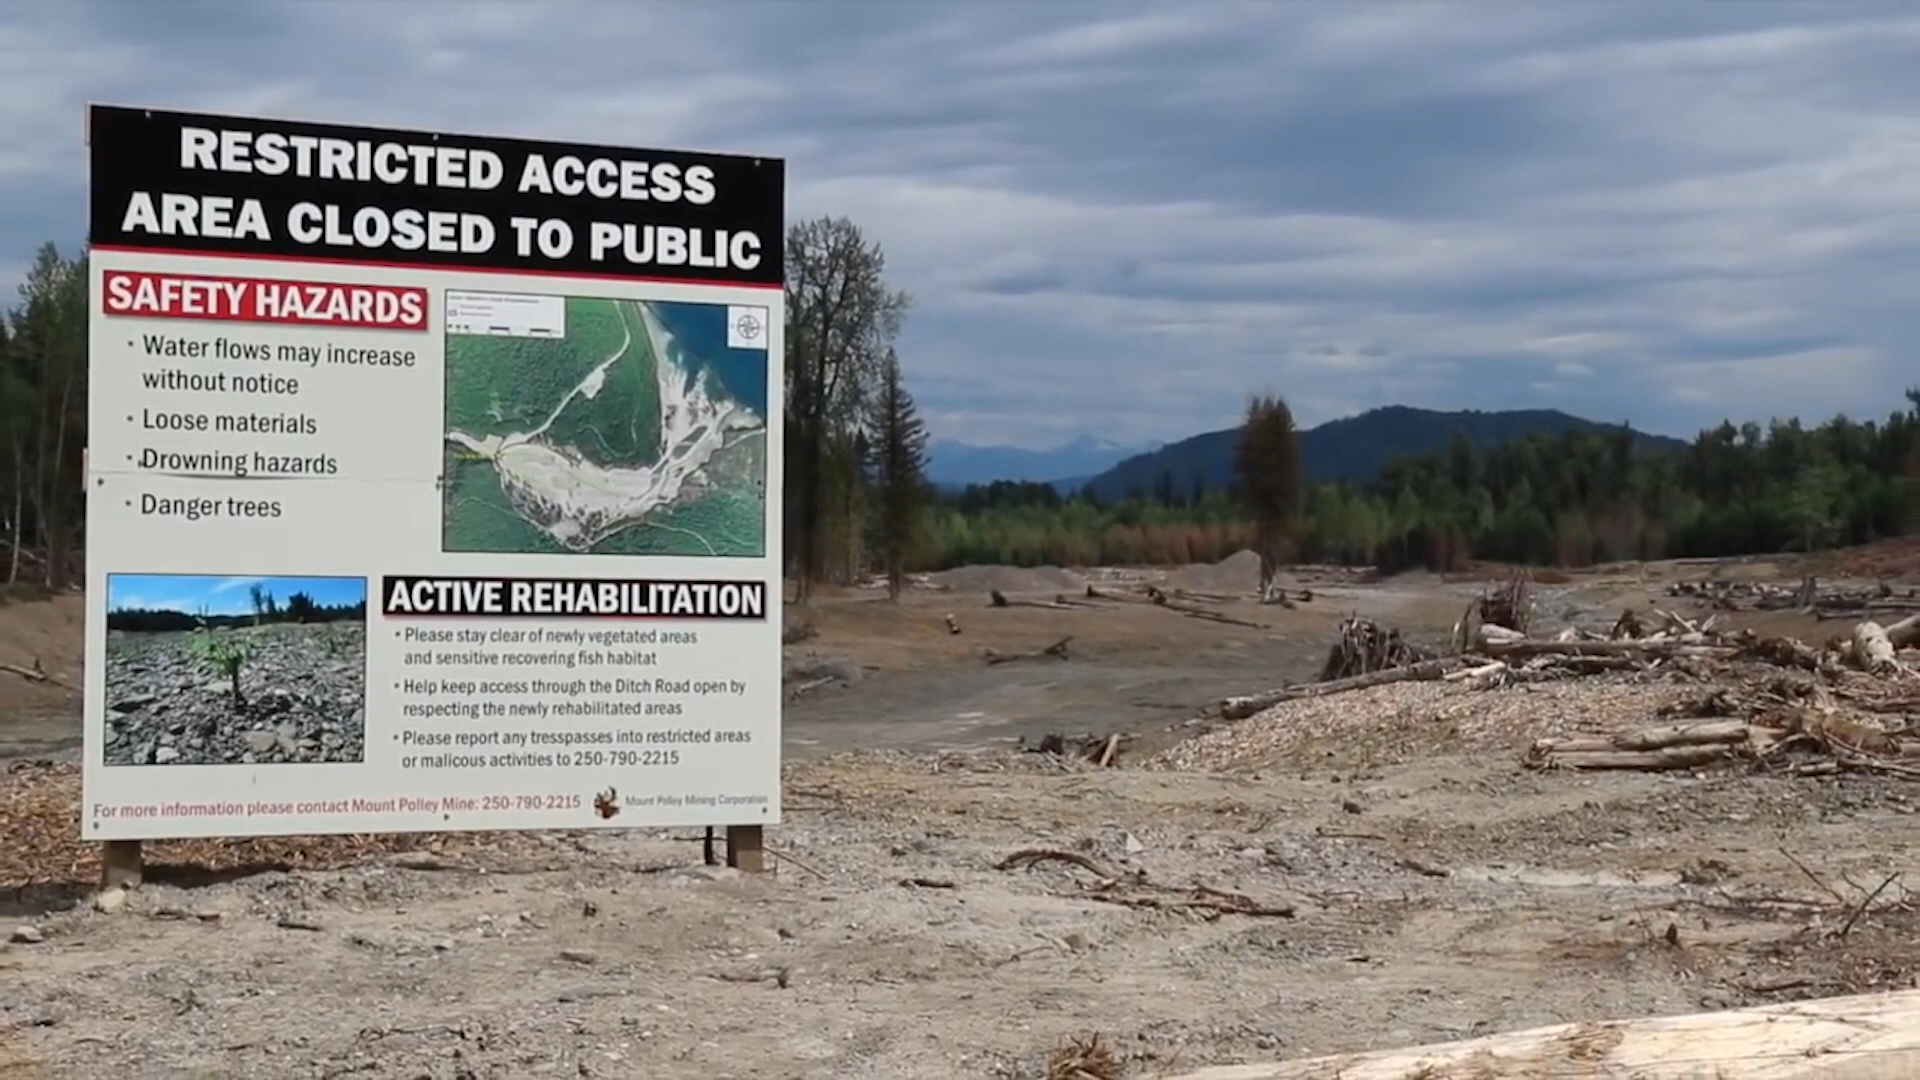 RESTRICTED ACCESS
AREA CLOSED TO PUBLIC
SAFETY HAZARDS
· Water flows may increase
without notice
· Loose materials
· Drowning hazards
· Danger trees
ACTIVE REHABILITATION
• Please stay clear of newly vegetated areas
and sensitive recovering fish habitat
• Help keep access through the Ditch Road open by
respecting the newly rehabilitated areas
• Please report any tresspasses into restricted areas
or malicous activities to 250-790-2215
For more information please contact Mount Polley Mine: 250-790-2215
Mount Polley Mining Corporation